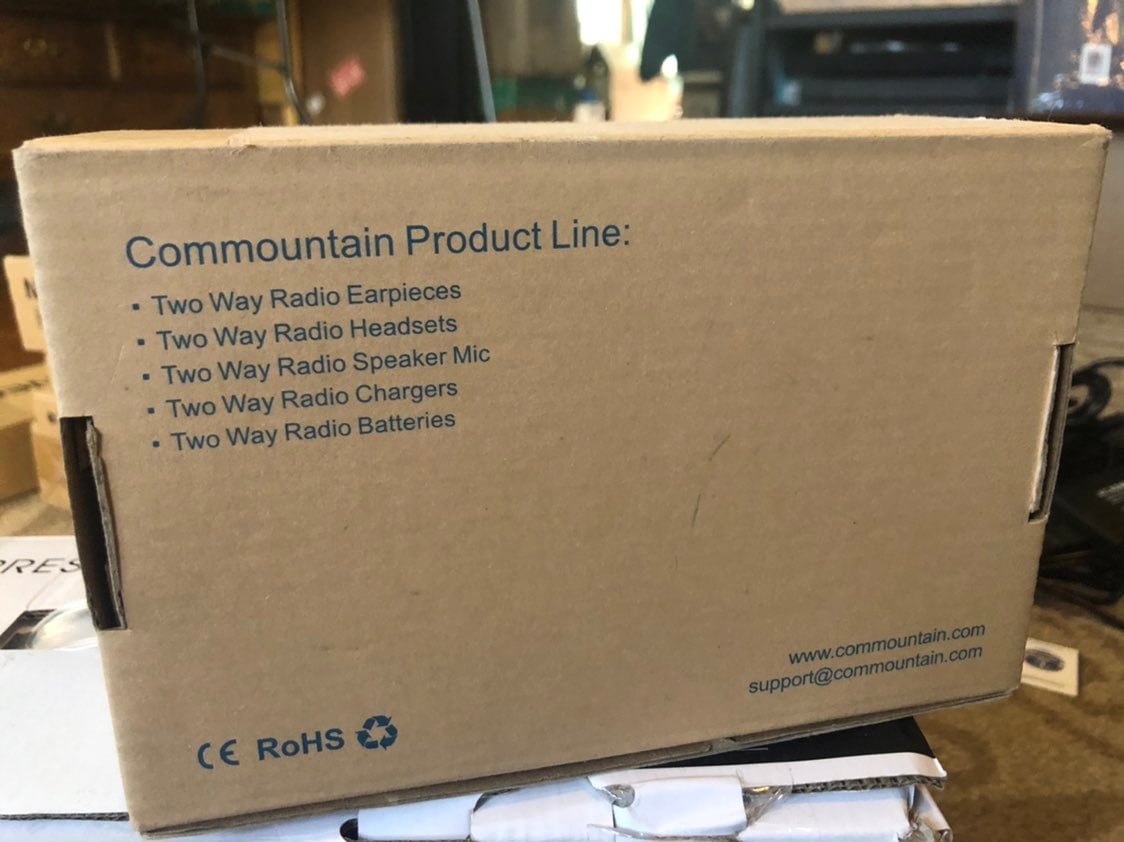 Commountain Product Line:
▪ Two Way Radio Earpieces
▪ Two Way Radio Headsets
▪ Two Way Radio Speaker Mic
▪ Two Way Radio Chargers
▪ Two Way Radio Batteries
www.commountain.com
support@commountain.com
CE RoHS